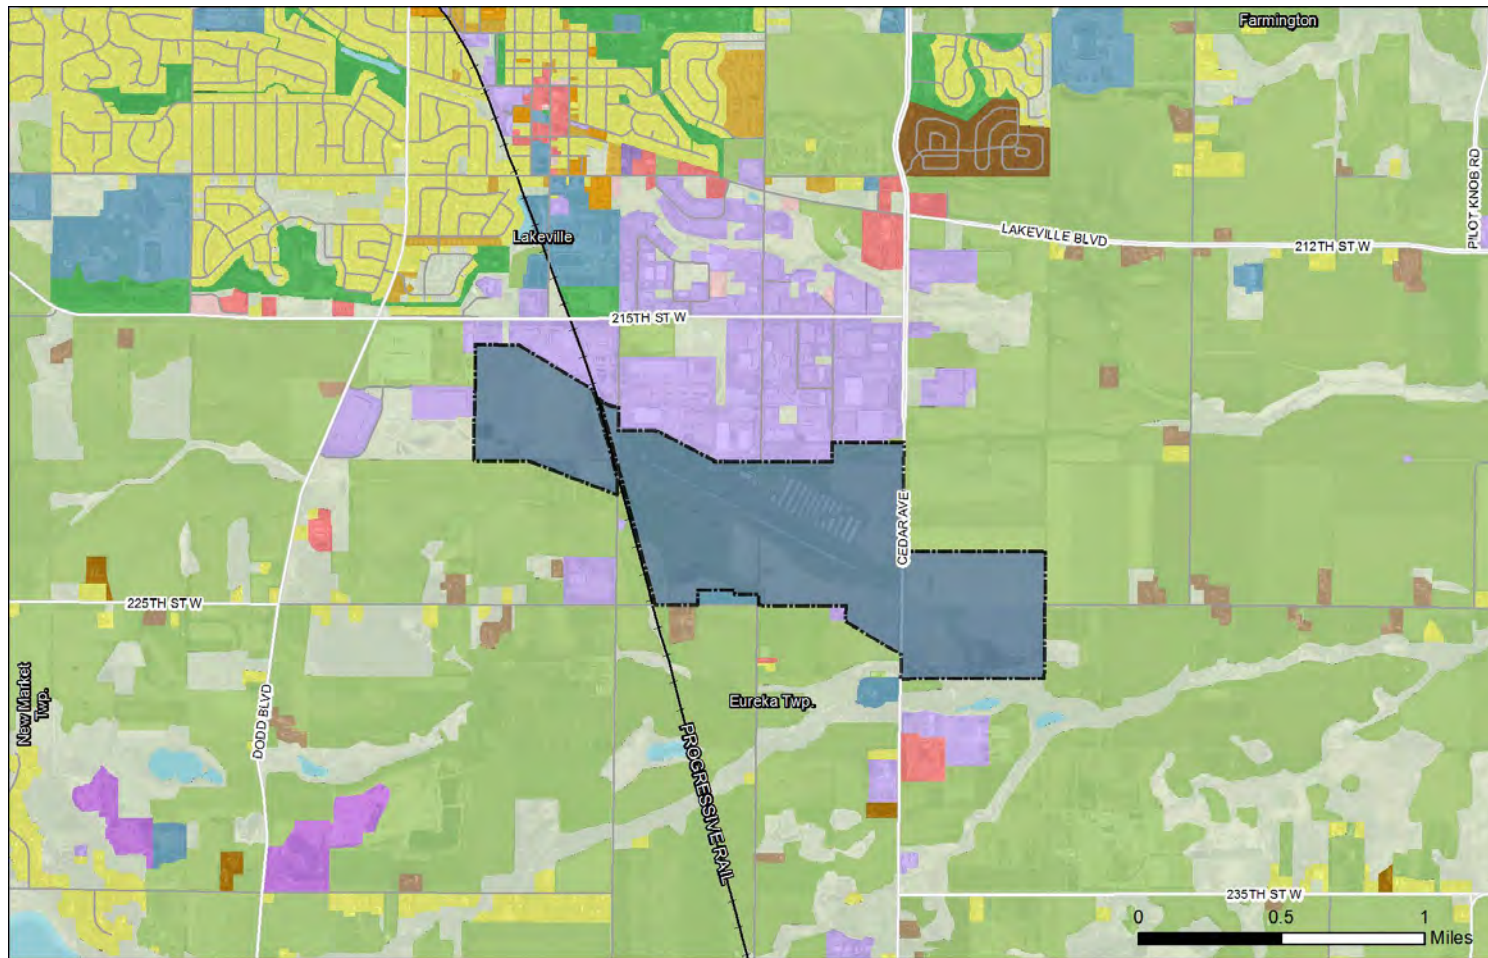 Farmington
PILOT KNOB RD
LAKEVILLE BLVD
Lakeville
212TH ST W
215TH ST W
CEDAR AVE
225TH ST W
New Market
Twp.
DODD BLVD
Eureka Twp.
PROGRESSIVE RAIL
235TH ST W
0 0.5 1
Miles